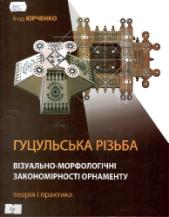 Ігор ЮРЧЕНКО
ГУЦУЛЬСЬКА РІЗЬБА
ВІЗУАЛЬНО-МОРФОЛОГІЧНІ
ЗАКОНОМІРНОСТІ ОРНАМЕНТУ
теорія і практика